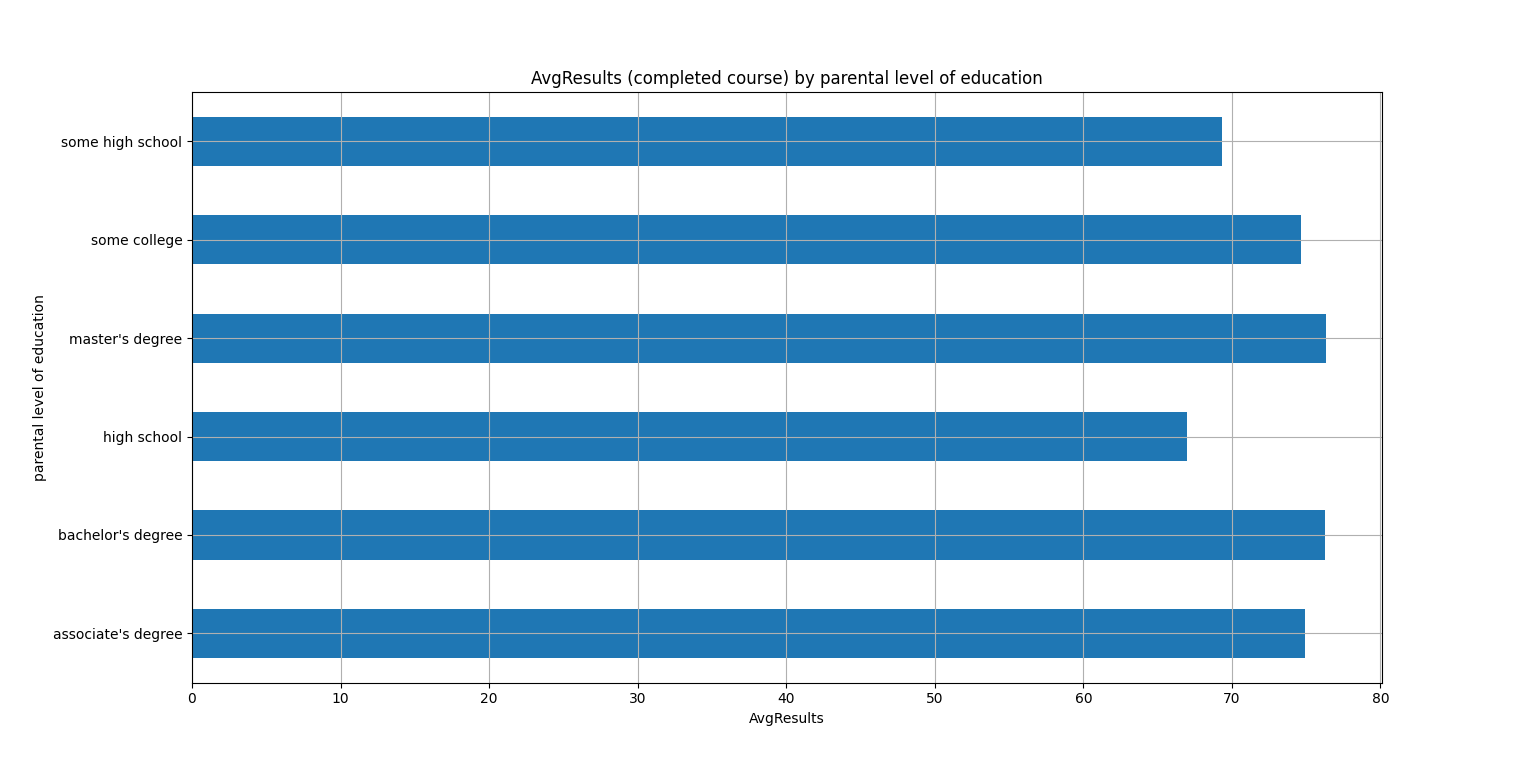 AvgResults (completed course) by parental level of education
some high school
some college
master's degree
high school
bachelor's degree
associate's degree
parental level of education
0 10 20 30 40 50 60 70 80
AvgResults